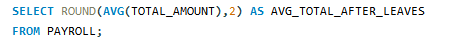 SELECT ROUND(AVG(TOTAL_AMOUNT),2) AS AVG_TOTAL_AFTER_LEAVES
FROM PAYROLL;